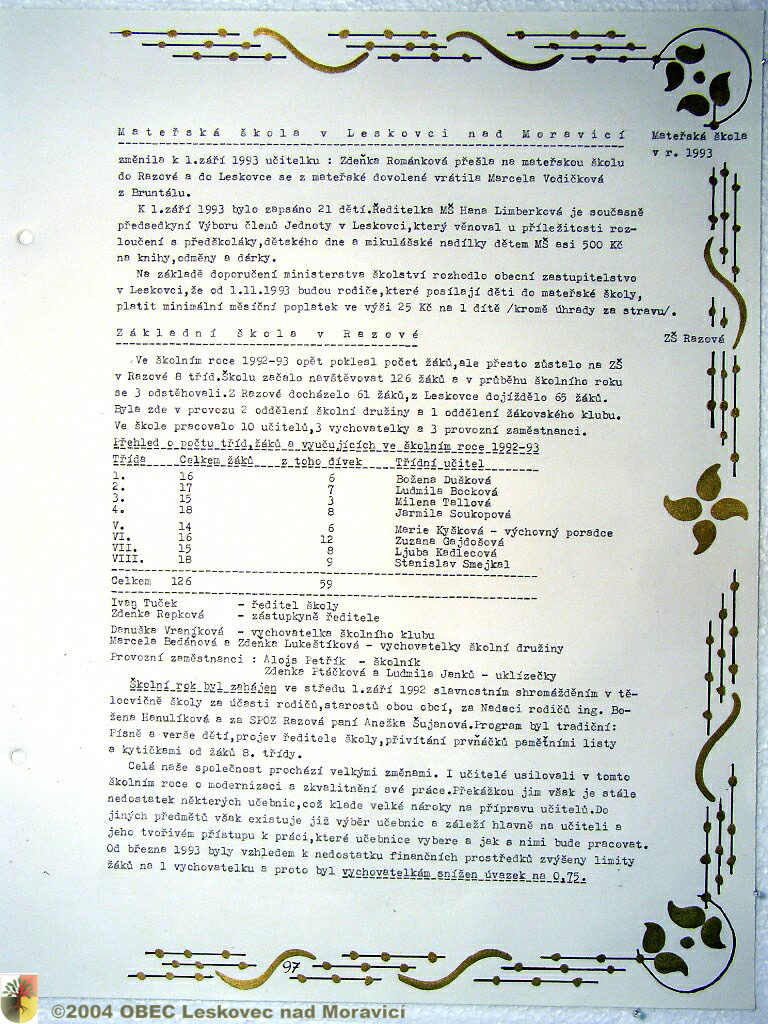 Mateřská škola v Leskovci nad Moravicí
Mateřská škola
v r. 1993
změnila k 1.září 1993 učitelku : Zdeňka Románková přešla na mateřskou školu
do Razové a do Leskovce se z mateřské dovolené vrátila Marcela Vodičková
z Bruntálu.
K 1.září 1993 bylo zapsáno 21 dětí.Ředitelka MŠ Hana Limberková je současně
předsedkyní Výboru členů Jednoty v Leskovci,který věnoval u příležitosti roz-
loučení s předškoláky,dětského dne a mikulášské nadílky dětem MŠ asi 500 Kč
na knihy,odměny a dárky.
Na základě doporučení ministerstva školství rozhodlo obecní zastupitelstvo
v Leskovci,že od 1.11.1993 budou rodiče,které posílají děti do mateřské školy,
platit minimální měsíční poplatek ve výši 25 Kč na 1 dítě /kromě úhrady za stravu/.
Základní škola v Razové
ZŠ Razová
Ve školním roce 1992-93 opět poklesl počet žáků,ale přesto zůstalo na ZŠ
v Razové 8 tříd.Školu začalo navštěvovat 126 žáků a v průběhu školního roku
se 3 odstěhovali.Z Razové docházelo 61 žáků,z Leskovce dojíždělo 65 žáků.
Byla zde v provozu 2 oddělení školní družiny a 1 oddělení žákovského klubu.
Ve škole pracovalo 10 učitelů,3 vychovatelky a 3 provozní zaměstnanci.
Přehled o počtu tříd,žáků a vyučujících ve školním roce 1992-93
Třída Celkem žáků z toho dívek Třídní učitel
1. 16 6 Božena Dušková
2. 17 7 Ludmila Bocková
3. 15 3 Milena Tallová
4. 18 8 Jarmila Soukopová
V. 14 6 Marie Kyšková - výchovný poradce
VI. 16 12 Zuzana Gajdošová
VII. 15 8 Ljuba Kadlecová
VIII. 18 9 Stanislav Smejkal
Celkem 126 59
Ivan Tuček - ředitel školy
Zdenka Repková - zástupkyně ředitele
Danuška Vraníková - vychovatelka školního klubu
Marcela Bedáňová a Zdenka Lukeštíková - vychovatelky školní družiny
Provozní zaměstnanci : Alois Petřík - školník
Zdenka Ptáčková a Ludmila Janků - uklízečky
Školní rok byl zahájen ve středu 1.září 1992 slavnostním shromážděním v tě-
locvičně školy za účasti rodičů,starostů obou obcí, za Nadaci rodičů ing. Bo-
žena Hanulíková a za SPOZ Razová paní Anežka Šujanová.Program byl tradiční:
Písně a verše dětí,projev ředitele školy,přivítání prvňáčků pamětními listy
a kytičkami od žáků 8. třídy.
Celá naše společnost prochází velkými změnami. I učitelé usilovali v tomto
školním roce o modernizaci a zkvalitnění své práce.Překážkou jim však je stále
nedostatek některých učebnic,což klade velké nároky na přípravu učitelů.Do
jiných předmětů však existuje již výběr učebnic a záleží hlavně na učiteli a
jeho tvořivém přístupu k práci,které učebnice vybere a jak s nimi bude pracovat.
Od března 1993 byly vzhledem k nedostatku finančních prostředků zvýšeny limity
žáků na 1 vychovatelku a proto byl vychovatelkám snížen úvazek na 0,75.
97
©2004 OBEC Leskovec nad Moravicí